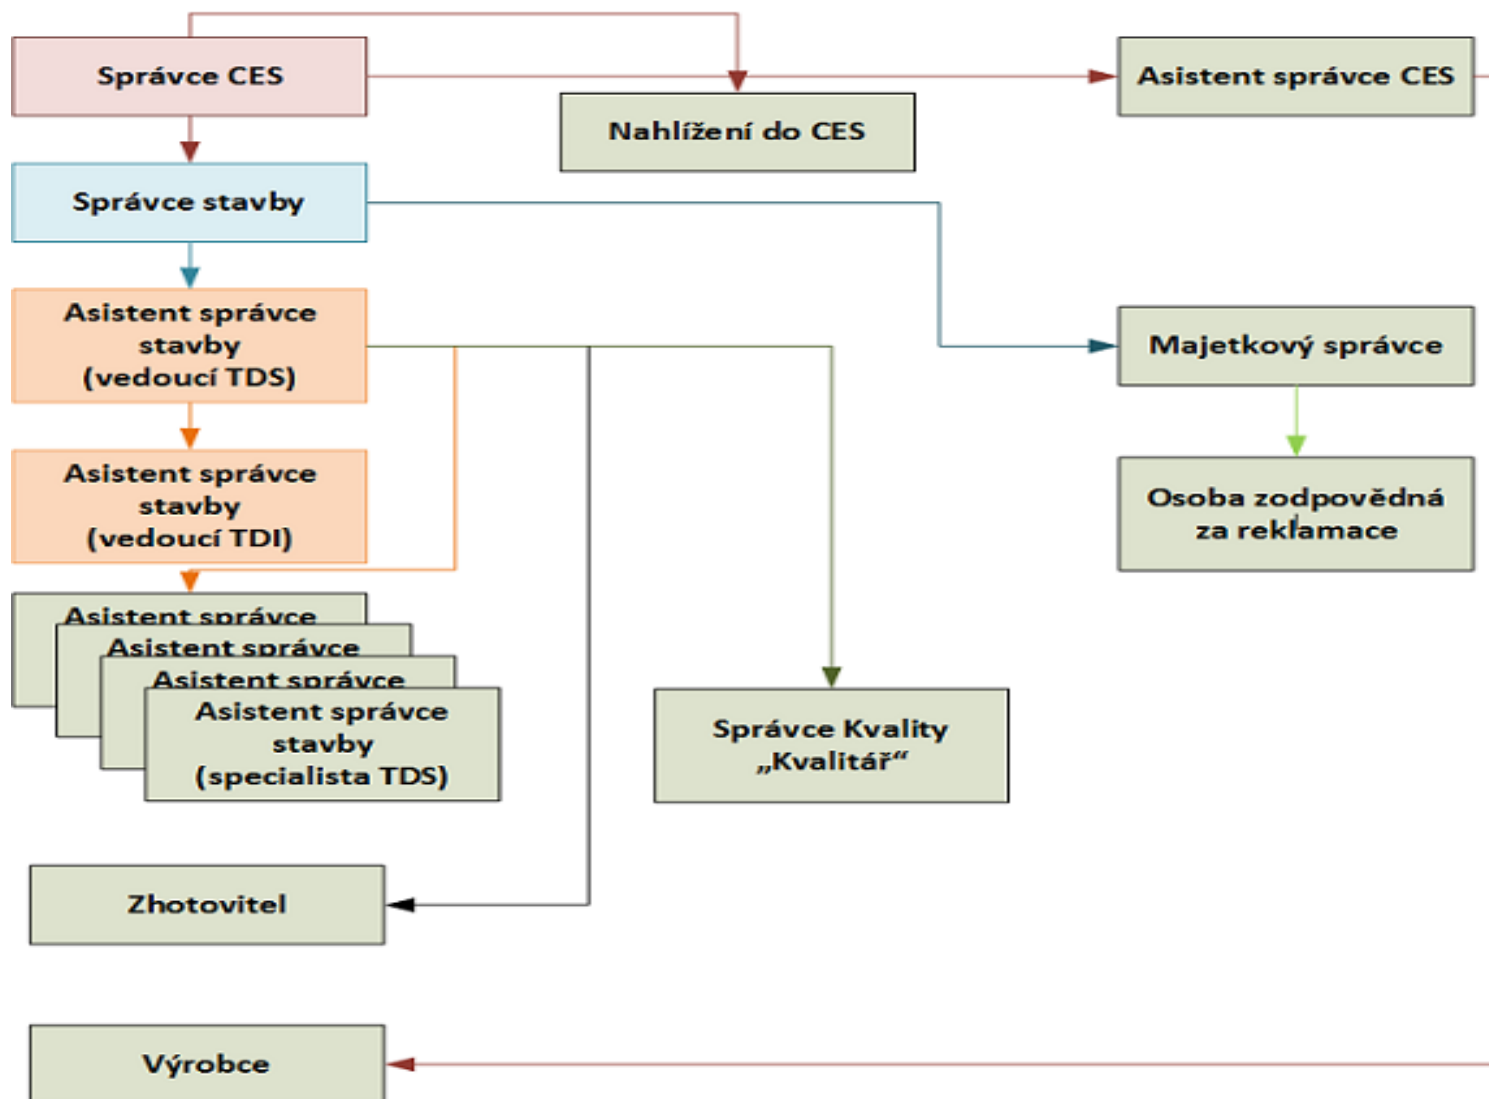 Správce CES
Asistent správce CES
Nahlížení do CES
Správce stavby
Asistent správce
stavby
(vedoucí TDS)
Majetkový správce
Asistent správce
stavby
(vedoucí TDI)
Osoba zodpovědná
za reklamace
Asistent správce
Asistent správce
Asistent správce
Asistent správce
stavby
(specialista TDS)
Správce Kvality
„Kvalitář“
Zhotovitel
Výrobce